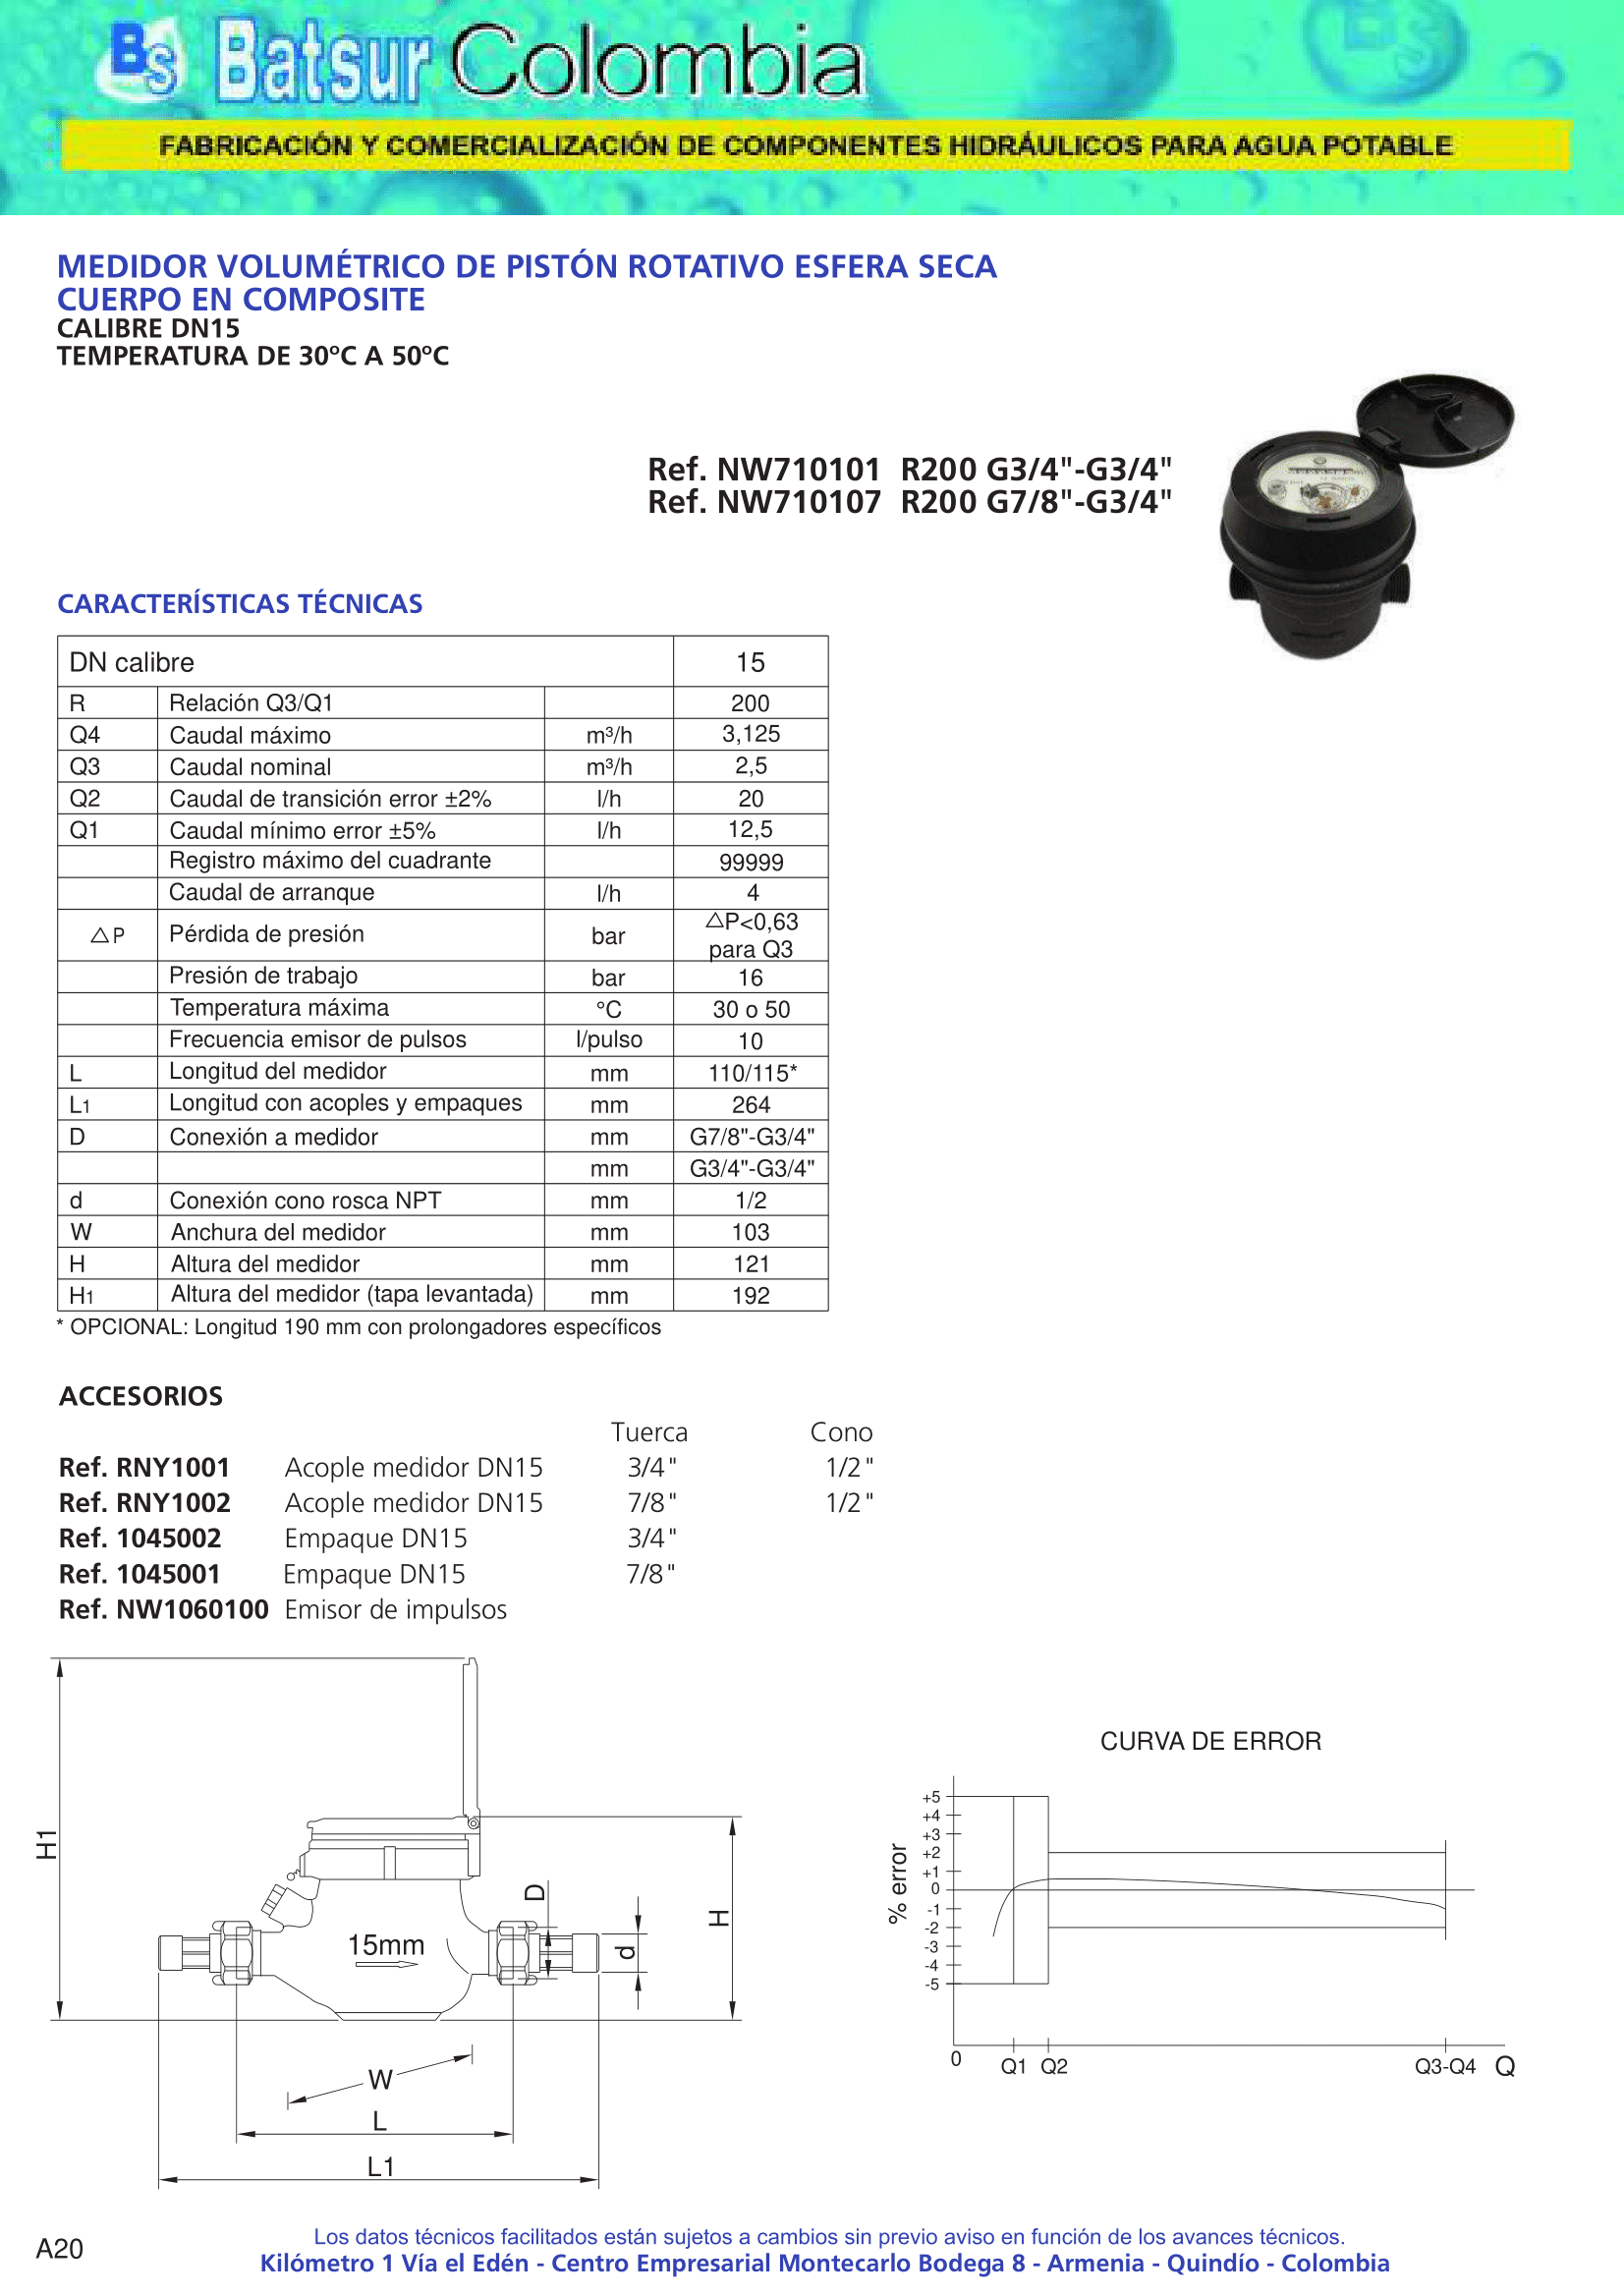 Bs Batsur Colombia
FABRICACIÓN Y COMERCIALIZACIÓN DE COMPONENTES HIDRÁULICOS PARA AGUA POTABLE
MEDIDOR VOLUMÉTRICO DE PISTÓN ROTATIVO ESFERA SECA
CUERPO EN COMPOSITE
CALIBRE DN15
TEMPERATURA DE 30ºC A 50ºC
Ref. NW710101 R200 G3/4"-G3/4"
Ref. NW710107 R200 G7/8"-G3/4"
CARACTERÍSTICAS TÉCNICAS
DN calibre 15
R Relación Q3/Q1 200
Q4 Caudal máximo m³/h 3,125
Q3 Caudal nominal m³/h 2,5
Q2 Caudal de transición error ±2% l/h 20
Q1 Caudal mínimo error ±5% l/h 12,5
Registro máximo del cuadrante 99999
Caudal de arranque l/h 4
△P Pérdida de presión bar △P<0,63
para Q3
Presión de trabajo bar 16
Temperatura máxima °C 30 o 50
Frecuencia emisor de pulsos l/pulso 10
L Longitud del medidor mm 110/115*
L1 Longitud con acoples y empaques mm 264
D Conexión a medidor mm G7/8"-G3/4"
mm G3/4"-G3/4"
d Conexión cono rosca NPT mm 1/2
W Anchura del medidor mm 103
H Altura del medidor mm 121
H1 Altura del medidor (tapa levantada) mm 192
* OPCIONAL: Longitud 190 mm con prolongadores específicos
ACCESORIOS
Tuerca Cono
Ref. RNY1001 Acople medidor DN15 3/4" 1/2"
Ref. RNY1002 Acople medidor DN15 7/8" 1/2"
Ref. 1045002 Empaque DN15 3/4"
Ref. 1045001 Empaque DN15 7/8"
Ref. NW1060100 Emisor de impulsos
H1
D
H
15mm
d
W
L
L1
CURVA DE ERROR
% error
+5
+4
+3
+2
+1
0
-1
-2
-3
-4
-5
0 Q1 Q2 Q3-Q4 Q
A20
Los datos técnicos facilitados están sujetos a cambios sin previo aviso en función de los avances técnicos.
Kilómetro 1 Vía el Edén - Centro Empresarial Montecarlo Bodega 8 - Armenia - Quindío - Colombia